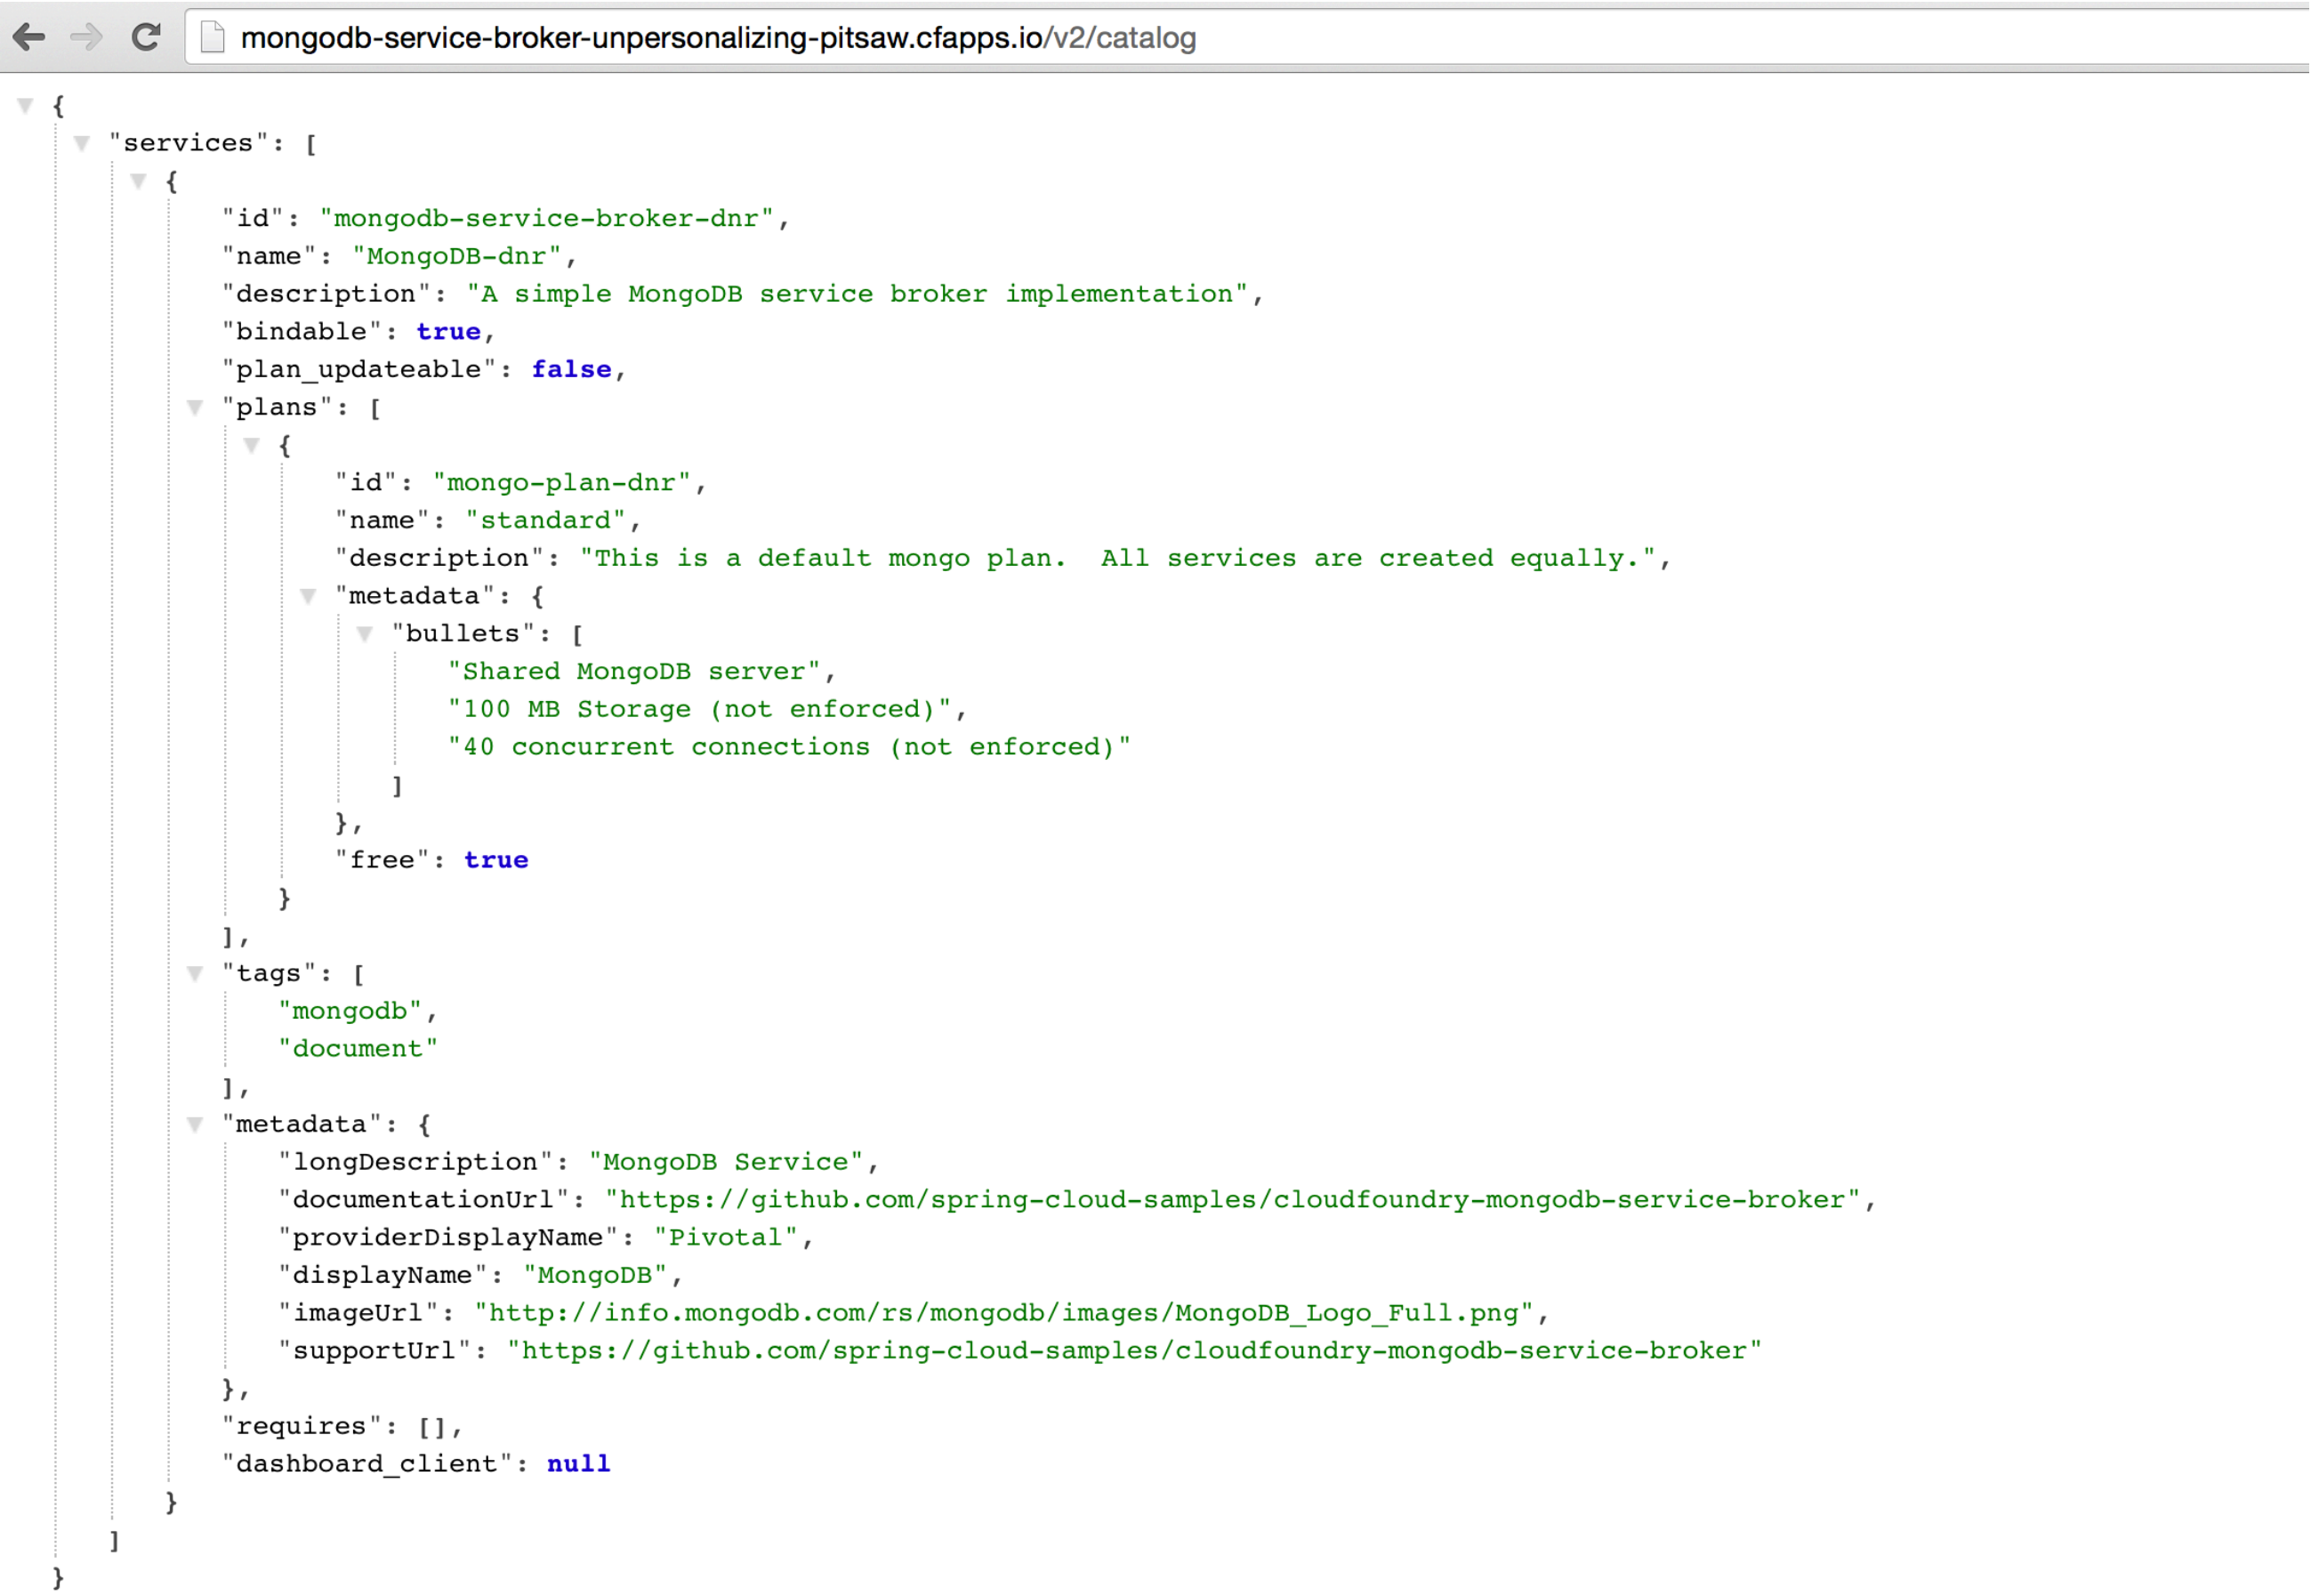 mongodb-service-broker-unpersonalizing-pitsaw.cfapps.io/v2/catalog
{
"services": [
{
"id": "mongodb-service-broker-dnr",
"name": "MongoDB-dnr",
"description": "A simple MongoDB service broker implementation",
"bindable": true,
"plan_updateable": false,
"plans": [
{
"id": "mongo-plan-dnr",
"name": "standard",
"description": "This is a default mongo plan.  All services are created equally.",
"metadata": {
"bullets": [
"Shared MongoDB server",
"100 MB Storage (not enforced)",
"40 concurrent connections (not enforced)"
]
},
"free": true
}
],
"tags": [
"mongodb",
"document"
],
"metadata": {
"longDescription": "MongoDB Service",
"documentationUrl": "https://github.com/spring-cloud-samples/cloudfoundry-mongodb-service-broker",
"providerDisplayName": "Pivotal",
"displayName": "MongoDB",
"imageUrl": "http://info.mongodb.com/rs/mongodb/images/MongoDB_Logo_Full.png",
"supportUrl": "https://github.com/spring-cloud-samples/cloudfoundry-mongodb-service-broker"
},
"requires": [],
"dashboard_client": null
}
]
}